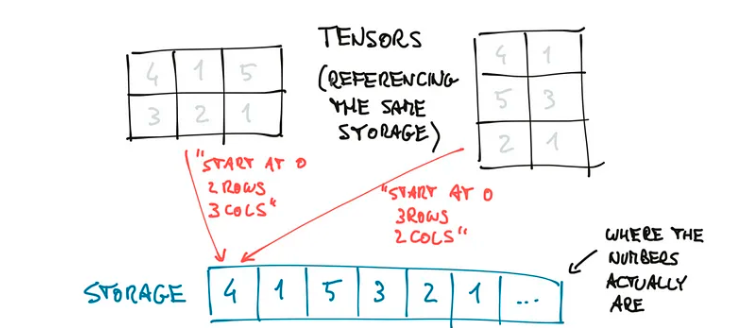 TENSORS
(REFERENCING
THE SAME
STORAGE)
4 1 5
3 2 1
4 1
5 3
2 1
"START AT 0
2 ROWS
3 COLS"
"START AT 0
3 ROWS
2 COLS"
WHERE THE
NUMBERS
ACTUALLY
ARE
STORAGE 4 1 5 3 2 1 ...